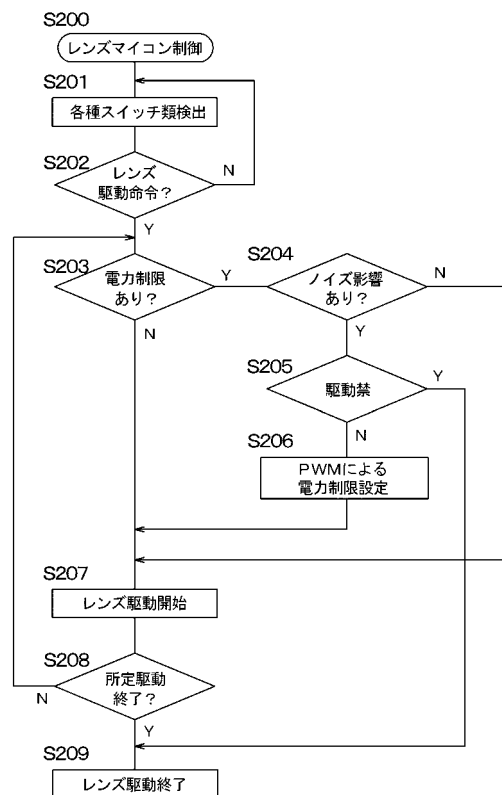 S200
レンズマイコン制御
S201
各種スイッチ類検出
S202
レンズ
駆動命令?
N
Y
S203
電力制限
あり?
Y
N
S204
ノイズ影響
あり?
N
Y
S205
駆動禁
Y
N
S206
PWMによる
電力制限設定
S207
レンズ駆動開始
S208
所定駆動
終了?
N
Y
S209
レンズ駆動終了